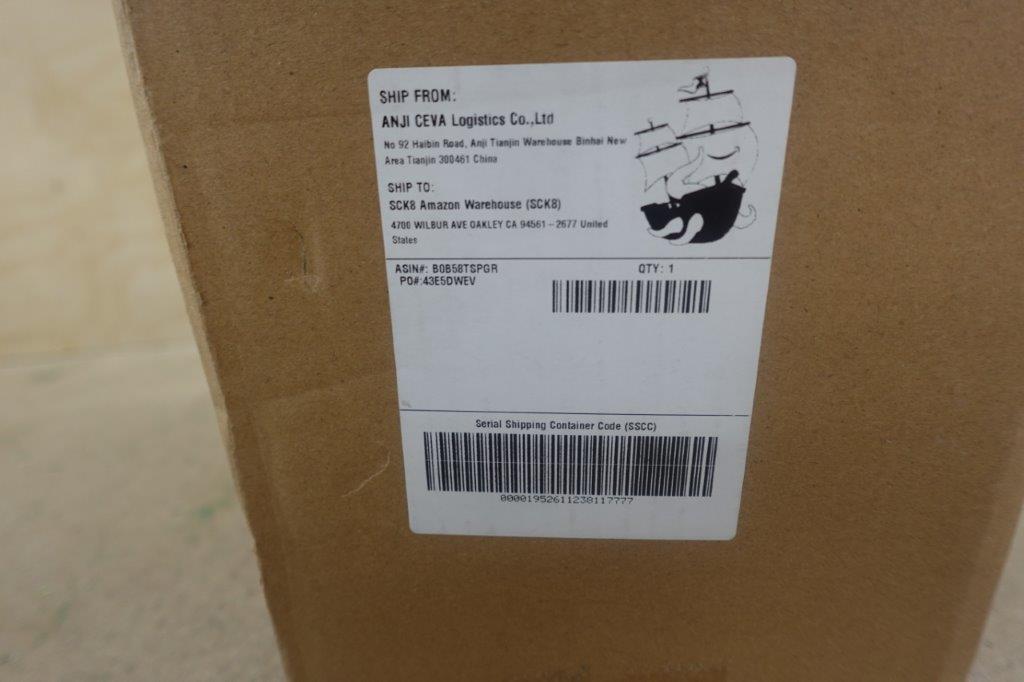 SHIP FROM:
ANJI CEVA Logistics Co.,Ltd
No 92 Haibin Road, Anji Tianjin Warehouse Binhai New
Area Tianjin 300461 China
SHIP TO:
SCK8 Amazon Warehouse (SCK8)
4700 WILBUR AVE OAKLEY CA 94561-2677 United
States
ASIN#: B0B58TSPGR
QTY: 1
PO#:43E5DWEV
Serial Shipping Container Code (SSCC)
00001952611238117777